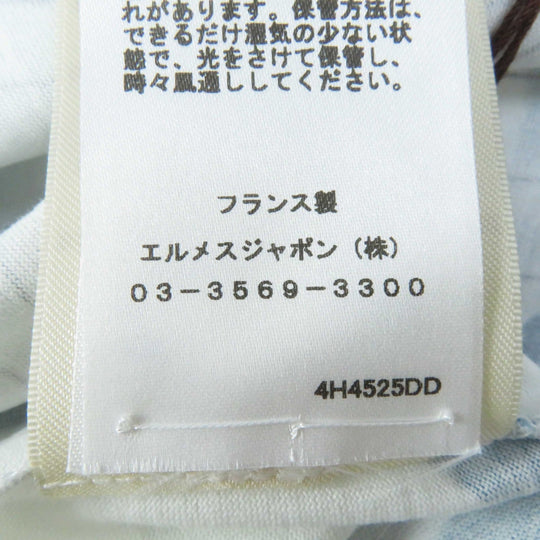 れがあります。保管方法は、
できるだけ湿気の少ない状
態で、光をさけて保管し、
時々風通ししてください。
フランス製
エルメスジャポン（株）
03-3569-3300
4H4525DD